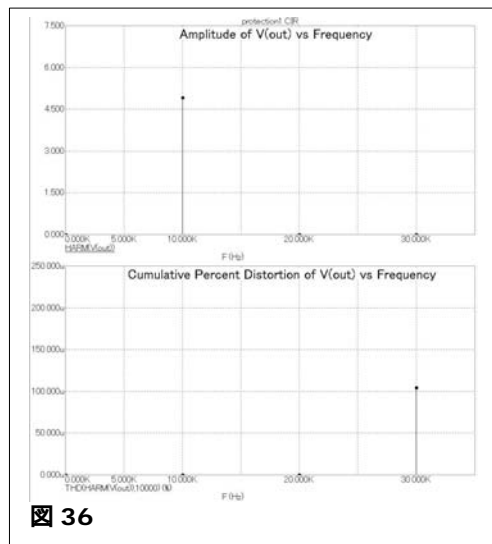 protection1_CIR
Amplitude of V(out) vs Frequency
7.500
6.000
4.500
3.000
1.500
0.000
0.000K 5.000K 10.000K 20.000K 30.000K
HARM(V(out))
F (Hz)
Cumulative Percent Distortion of V(out) vs Frequency
250.000u
200.000u
150.000u
100.000u
50.000u
0.000u
0.000K 5.000K 10.000K 20.000K 30.000K
THD(HARM(V(out)),10000) (%)
F (Hz)
図 36